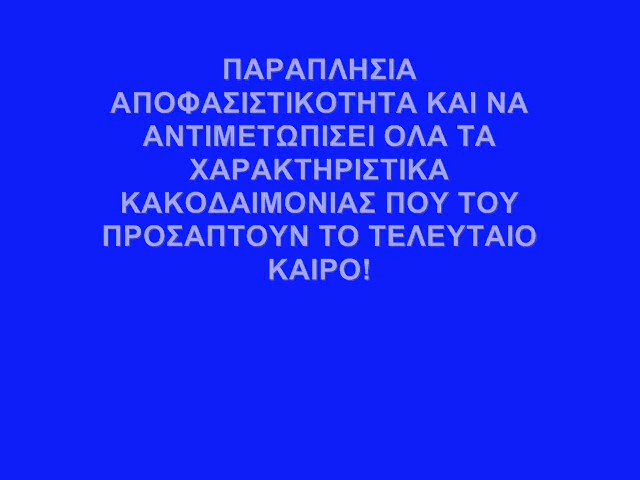 ΠΑΡΑΠΛΗΣΙΑ
ΑΠΟΦΑΣΙΣΤΙΚΟΤΗΤΑ ΚΑΙ ΝΑ
ΑΝΤΙΜΕΤΩΠΙΣΕΙ ΟΛΑ ΤΑ
ΧΑΡΑΚΤΗΡΙΣΤΙΚΑ
ΚΑΚΟΔΑΙΜΟΝΙΑΣ ΠΟΥ ΤΟΥ
ΠΡΟΣΑΠΤΟΥΝ ΤΟ ΤΕΛΕΥΤΑΙΟ
ΚΑΙΡΟ!